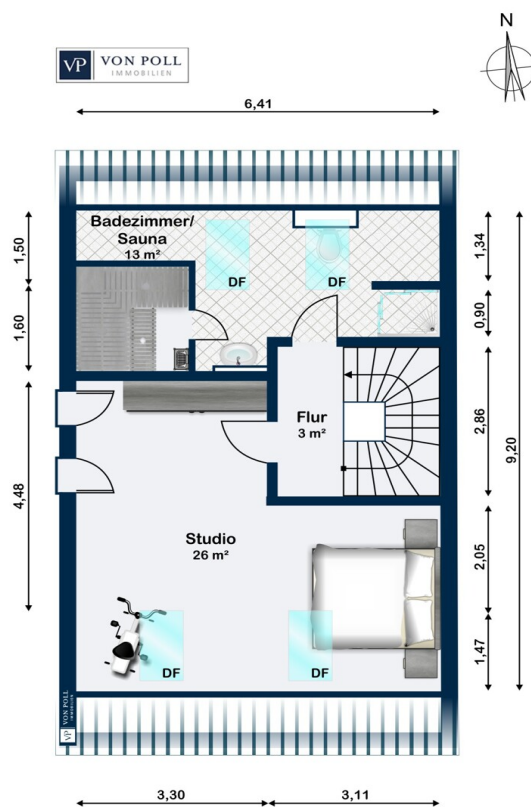 N
VP VON POLL
IMMOBILIEN
6,41
Badezimmer/
Sauna
13 m²
DF
DF
1,50
1,60
4,48
1,34
0,90
2,86
2,05
1,47
9,20
Flur
3 m²
Studio
26 m²
DF
DF
VP VON POLL
IMMOBILIEN
3,30
3,11